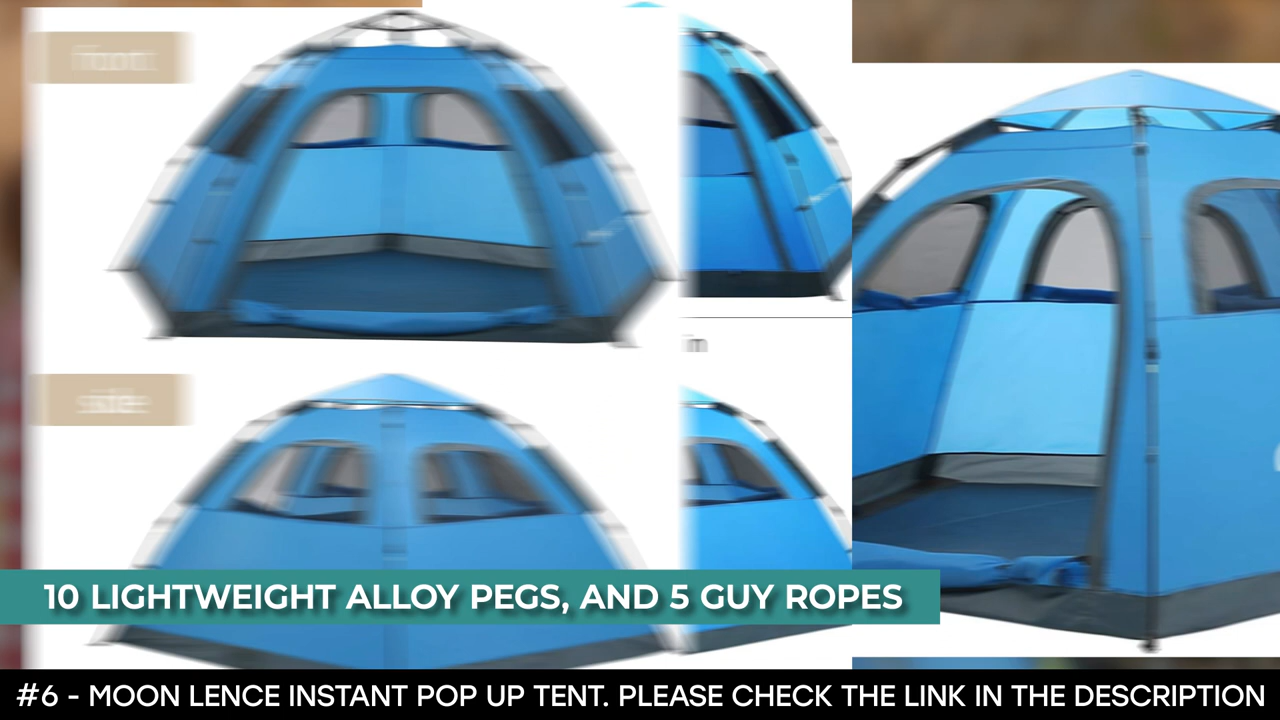 side
10 LIGHTWEIGHT ALLOY PEGS, AND 5 GUY ROPES
#6 - MOON LENCE INSTANT POP UP TENT. PLEASE CHECK THE LINK IN THE DESCRIPTION